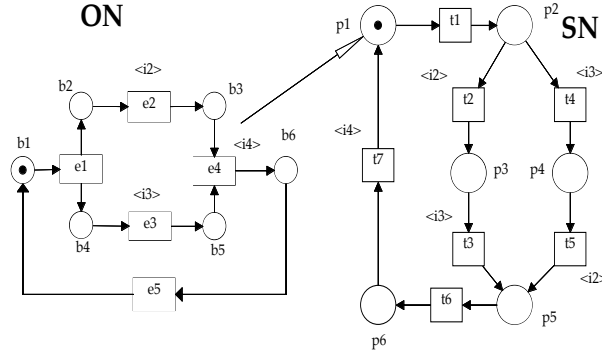 ON
SN
p1
t1
p2
<i2>
b2
e2
b3
<i2>
<i3>
t2
t4
b1
e1
e4
<i4>
b6
<i4>
t7
p3
p4
<i3>
b4
e3
b5
<i3>
t3
t5
<i2>
e5
t6
p5
p6